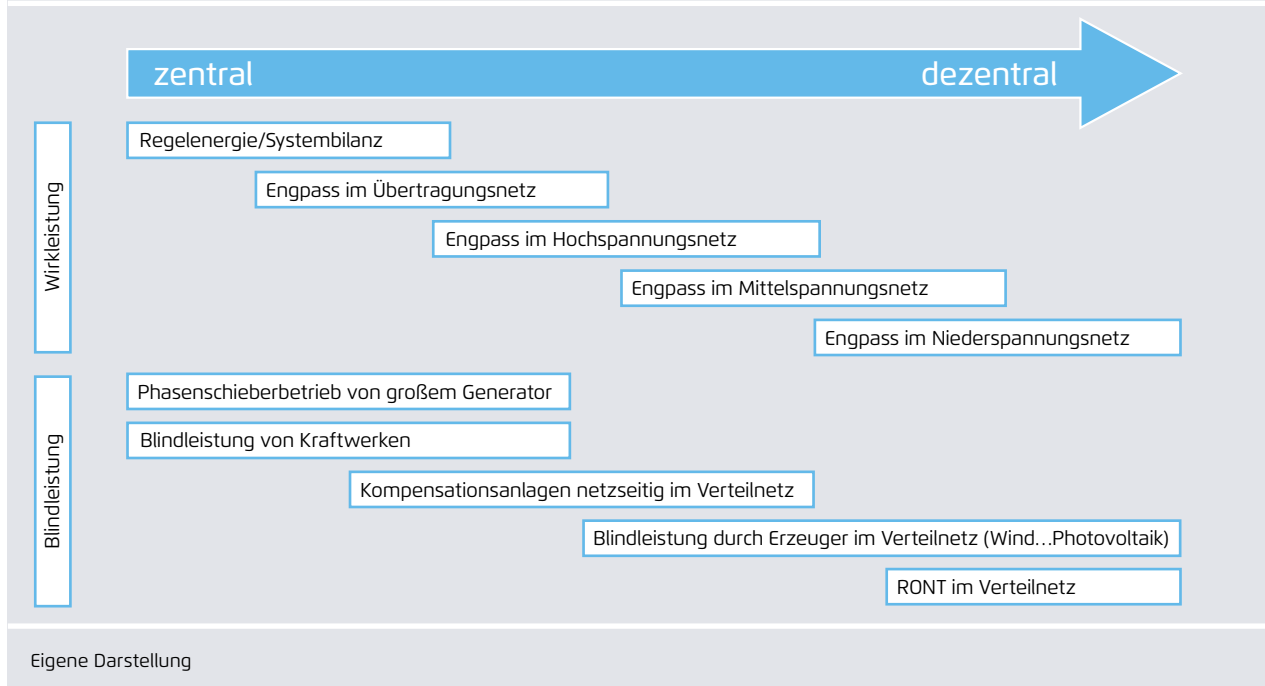 zentral dezentral
Wirkleistung
Regelenergie/Systembilanz
Engpass im Übertragungsnetz
Engpass im Hochspannungsnetz
Engpass im Mittelspannungsnetz
Engpass im Niederspannungsnetz
Blindleistung
Phasenschieberbetrieb von großem Generator
Blindleistung von Kraftwerken
Kompensationsanlagen netzseitig im Verteilnetz
Blindleistung durch Erzeuger im Verteilnetz (Wind…Photovoltaik)
RONT im Verteilnetz
Eigene Darstellung